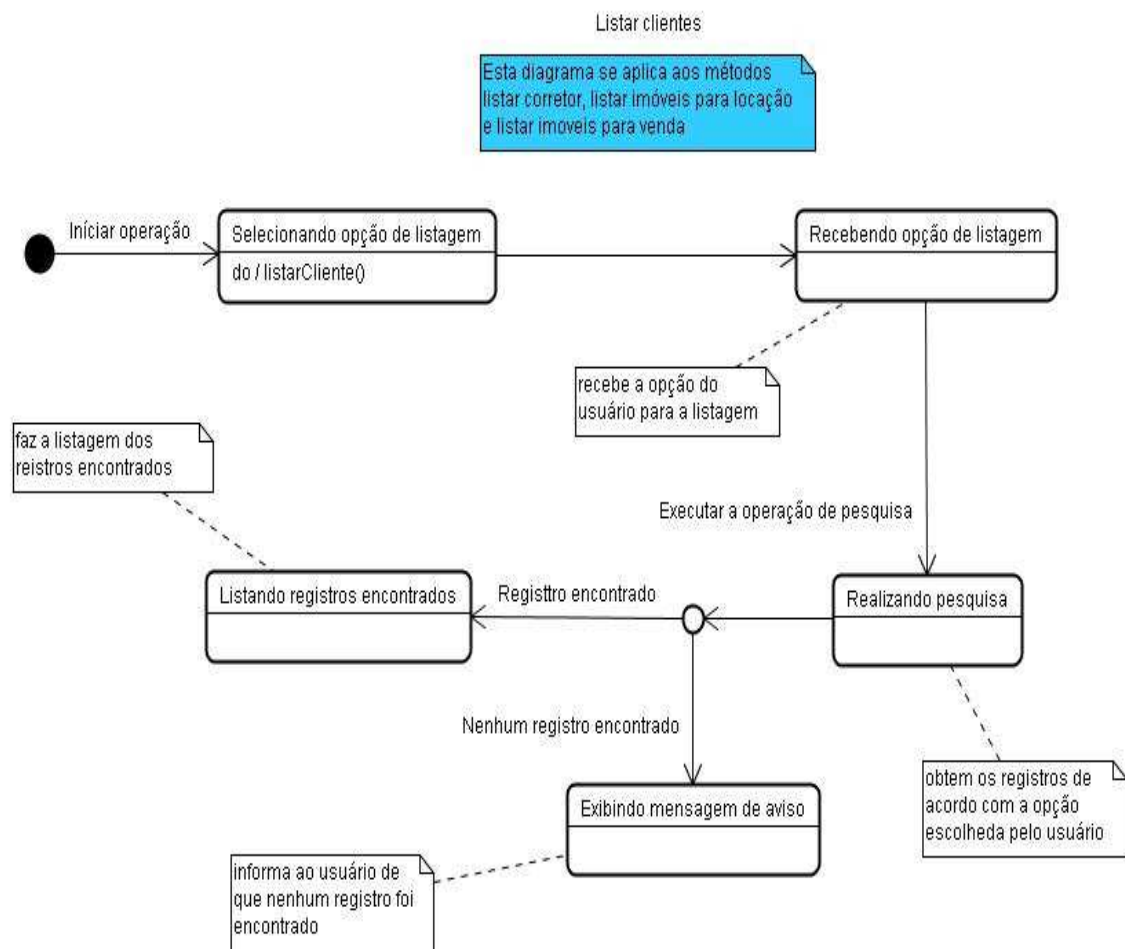 Listar clientes
Esta diagrama se aplica aos métodos
listar corretor, listar imóveis para locação
e listar imoveis para venda
Iníciar operação
Selecionando opção de listagem
do / listarCliente()
Recebendo opção de listagem
recebe a opção do
usuário para a listagem
faz a listagem dos
reistros encontrados
Executar a operação de pesquisa
Listando registros encontrados
Registtro encontrado
Realizando pesquisa
Nenhum registro encontrado
Exibindo mensagem de aviso
obtem os registros de
acordo com a opção
escolheda pelo usuário
informa ao usuário de
que nenhum registro foi
encontrado